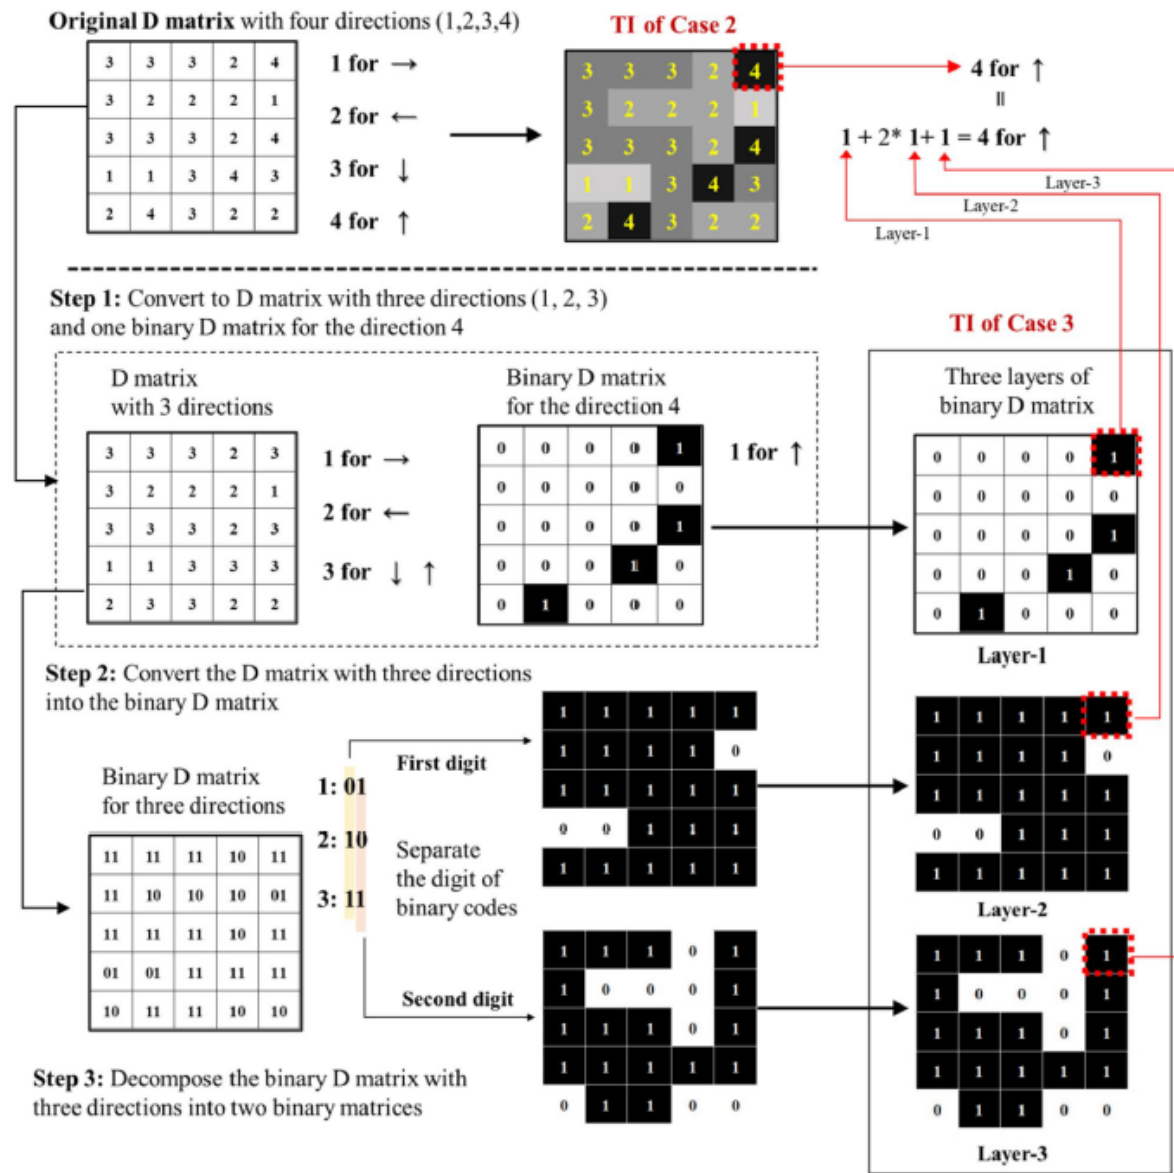 Original D matrix with four directions (1,2,3,4)
3 3 3 2 4
3 2 2 2 1
3 3 3 2 4
1 1 3 4 3
2 4 3 2 2
1 for →
2 for ←
3 for ↓
4 for ↑
TI of Case 2
3 3 3 2 4
3 2 2 2 1
3 3 3 2 4
1 1 3 4 3
2 4 3 2 2
4 for ↑
=
1 + 2* 1+ 1 = 4 for ↑
Layer-3
Layer-2
Layer-1
Step 1: Convert to D matrix with three directions (1, 2, 3)
and one binary D matrix for the direction 4
D matrix
with 3 directions
3 3 3 2 3
3 2 2 2 1
3 3 3 2 3
1 1 3 3 3
2 3 3 2 2
1 for →
2 for ←
3 for ↓ ↑
Binary D matrix
for the direction 4
0 0 0 0 1
0 0 0 0 0
0 0 0 0 1
0 0 0 1 0
0 1 0 0 0
1 for ↑
TI of Case 3
Three layers of
binary D matrix
0 0 0 0 1
0 0 0 0 0
0 0 0 0 1
0 0 0 1 0
0 1 0 0 0
Layer-1
Step 2: Convert the D matrix with three directions
into the binary D matrix
Binary D matrix
for three directions
11 11 11 10 11
11 10 10 10 01
11 11 11 10 11
01 01 11 11 11
10 11 11 10 10
1: 01
2: 10
3: 11
First digit
Separate
the digit of
binary codes
Second digit
1 1 1 1 1
1 1 1 1 0
1 1 1 1 1
0 0 1 1 1
1 1 1 1 1
1 1 1 1 1
1 1 1 1 0
1 1 1 1 1
0 0 1 1 1
1 1 1 1 1
Layer-2
1 1 1 0 1
1 0 0 0 1
1 1 1 0 1
1 1 1 1 1
0 1 1 0 0
1 1 1 0 1
1 0 0 0 1
1 1 1 0 1
1 1 1 1 1
0 1 1 0 0
Layer-3
Step 3: Decompose the binary D matrix with
three directions into two binary matrices